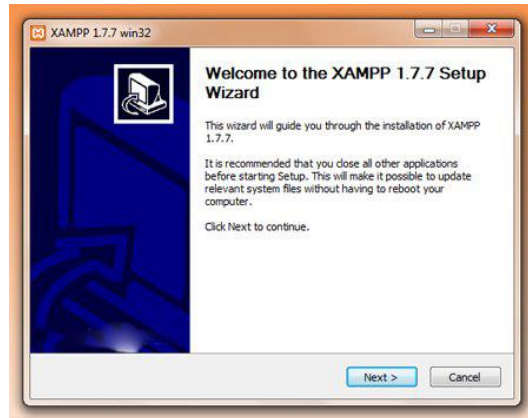 XAMPP 1.7.7 win32
Welcome to the XAMPP 1.7.7 Setup
Wizard
This wizard will guide you through the installation of XAMPP
1.7.7.
It is recommended that you close all other applications
before starting Setup. This will make it possible to update
relevant system files without having to reboot your
computer.
Click Next to continue.
Next >
Cancel